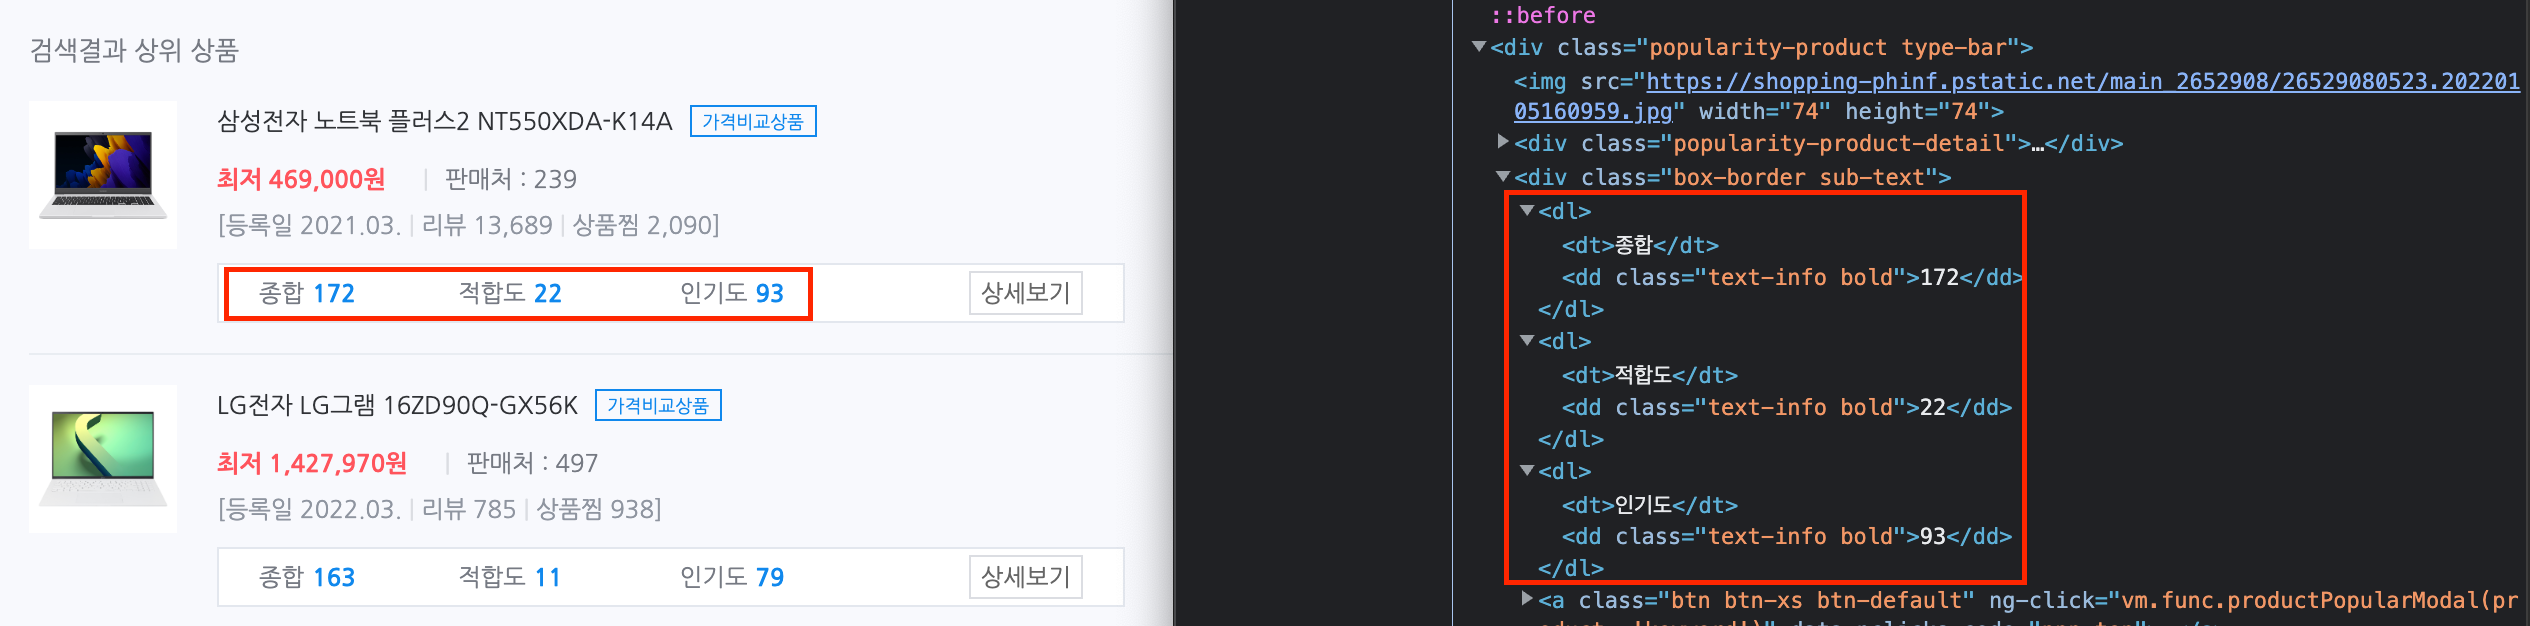 검색결과 상위 상품
삼성전자 노트북 플러스2 NT550XDA-K14A 가격비교상품
최저 469,000원 | 판매처 : 239
[등록일 2021.03. | 리뷰 13,689 | 상품찜 2,090]
종합 172 적합도 22 인기도 93 상세보기
LG전자 LG그램 16ZD90Q-GX56K 가격비교상품
최저 1,427,970원 | 판매처 : 497
[등록일 2022.03. | 리뷰 785 | 상품찜 938]
종합 163 적합도 11 인기도 79 상세보기
::before
<div class="popularity-product type-bar">
<img src="https://shopping-phinf.pstatic.net/main_2652908/26529080523.202201
05160959.jpg" width="74" height="74">
<div class="popularity-product-detail">…</div>
<div class="box-border sub-text">
<dl>
<dt>종합</dt>
<dd class="text-info bold">172</dd>
</dl>
<dl>
<dt>적합도</dt>
<dd class="text-info bold">22</dd>
</dl>
<dl>
<dt>인기도</dt>
<dd class="text-info bold">93</dd>
</dl>
<a class="btn btn-xs btn-default" ng-click="vm.func.productPopularModal(pr